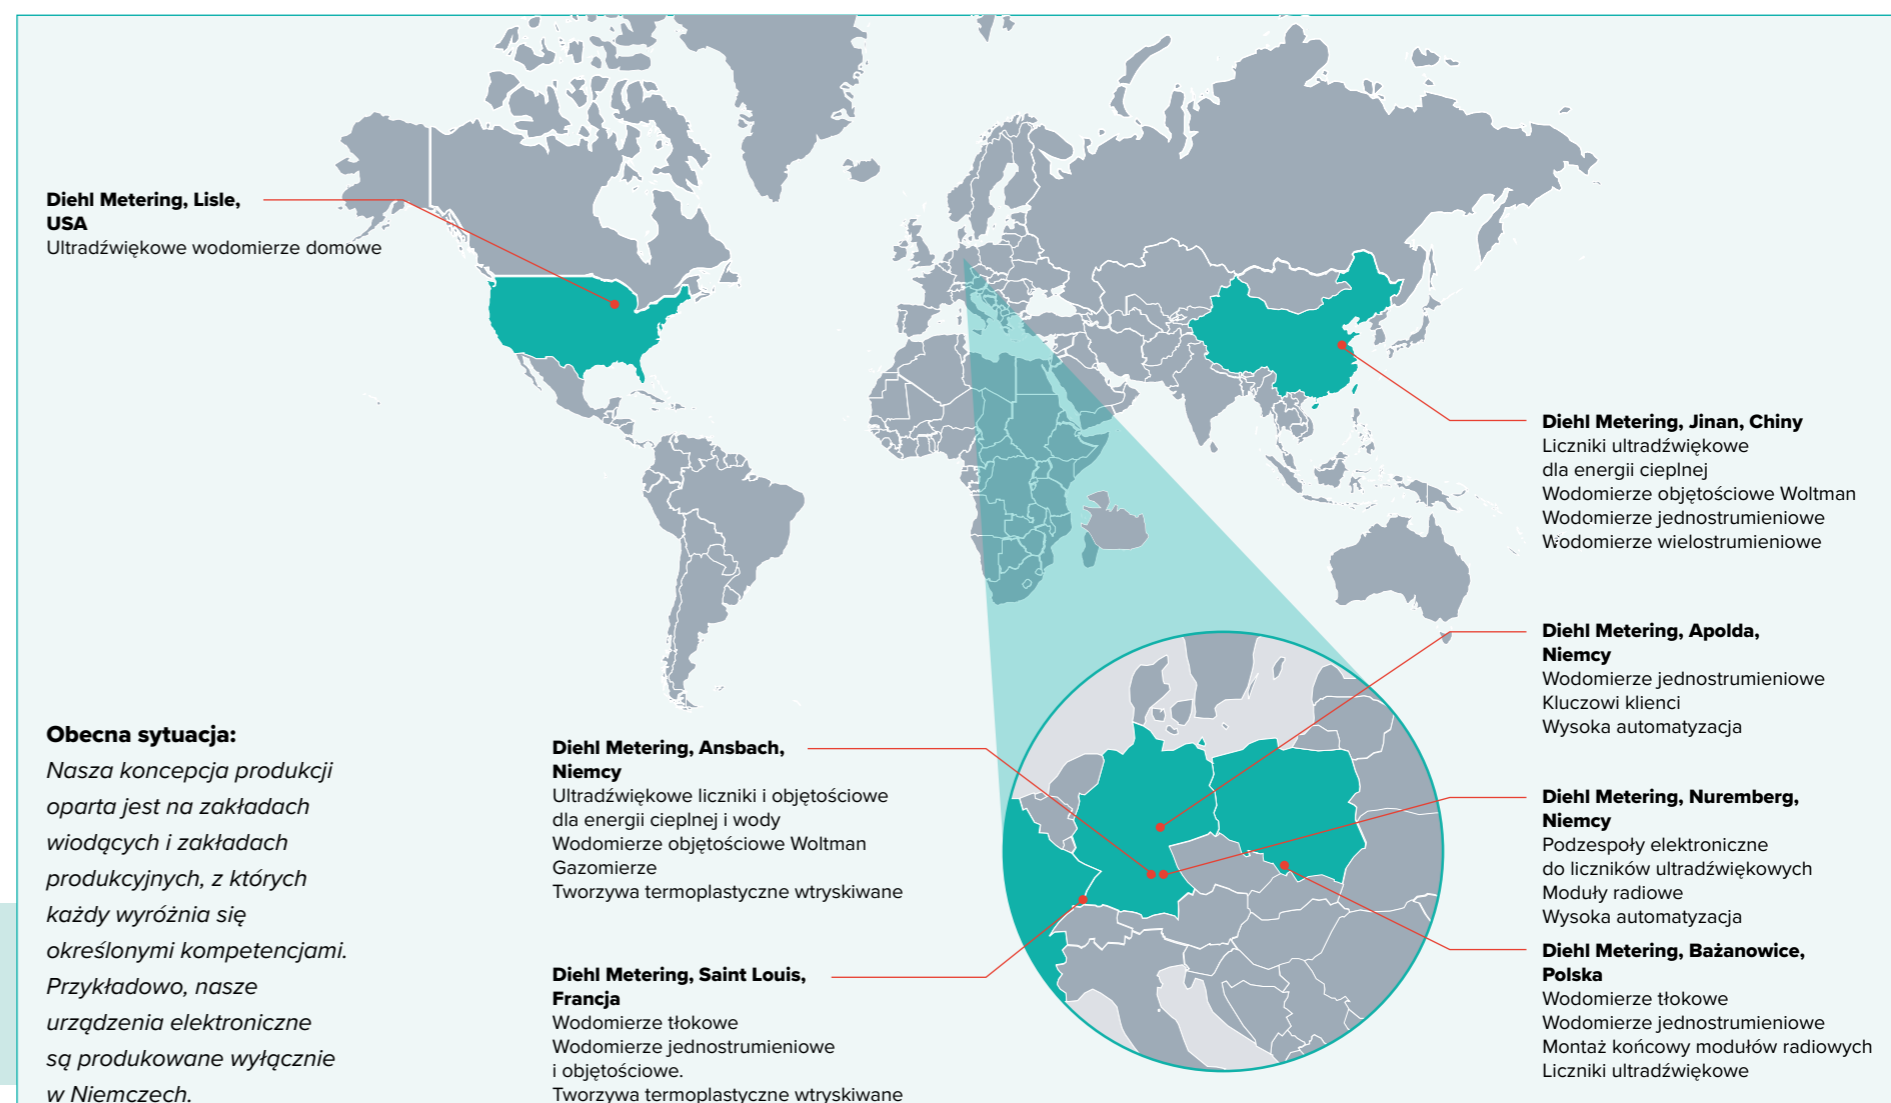 Diehl Metering, Lisle,
USA
Ultradźwiękowe wodomierze domowe
Diehl Metering, Jinan, Chiny
Liczniki ultradźwiękowe
dla energii cieplnej
Wodomierze objętościowe Woltman
Wodomierze jednostrumieniowe
Wodomierze wielostrumieniowe
Diehl Metering, Apolda,
Niemcy
Wodomierze jednostrumieniowe
Kluczowi klienci
Wysoka automatyzacja
Obecna sytuacja:
Nasza koncepcja produkcji
oparta jest na zakładach
wiodących i zakładach
produkcyjnych, z których
każdy wyróżnia się
określonymi kompetencjami.
Przykładowo, nasze
urządzenia elektroniczne
są produkowane wyłącznie
w Niemczech.
Diehl Metering, Ansbach,
Niemcy
Ultradźwiękowe liczniki i objętościowe
dla energii cieplnej i wody
Wodomierze objętościowe Woltman
Gazomierze
Tworzywa termoplastyczne wtryskiwane
Diehl Metering, Saint Louis,
Francja
Wodomierze tłokowe
Wodomierze jednostrumieniowe
i objętościowe.
Tworzywa termoplastyczne wtryskiwane
Diehl Metering, Nuremberg,
Niemcy
Podzespoły elektroniczne
do liczników ultradźwiękowych
Moduły radiowe
Wysoka automatyzacja
Diehl Metering, Bażanowice,
Polska
Wodomierze tłokowe
Wodomierze jednostrumieniowe
Montaż końcowy modułów radiowych
Liczniki ultradźwiękowe